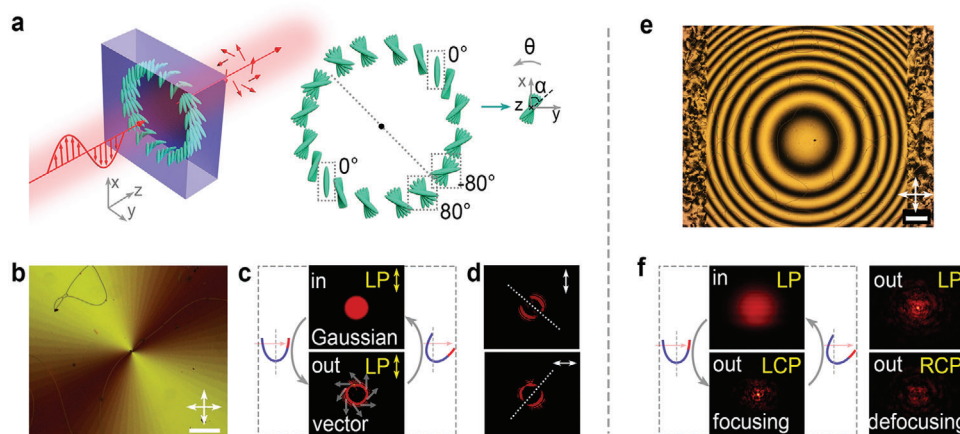 a
0°
0°
-80°
80°
θ
x
α
z
y
x
z
y
b
c
in
LP
Gaussian
out
LP
vector
d
e
f
in
LP
out
LCP
focusing
out
LP
out
RCP
defocusing